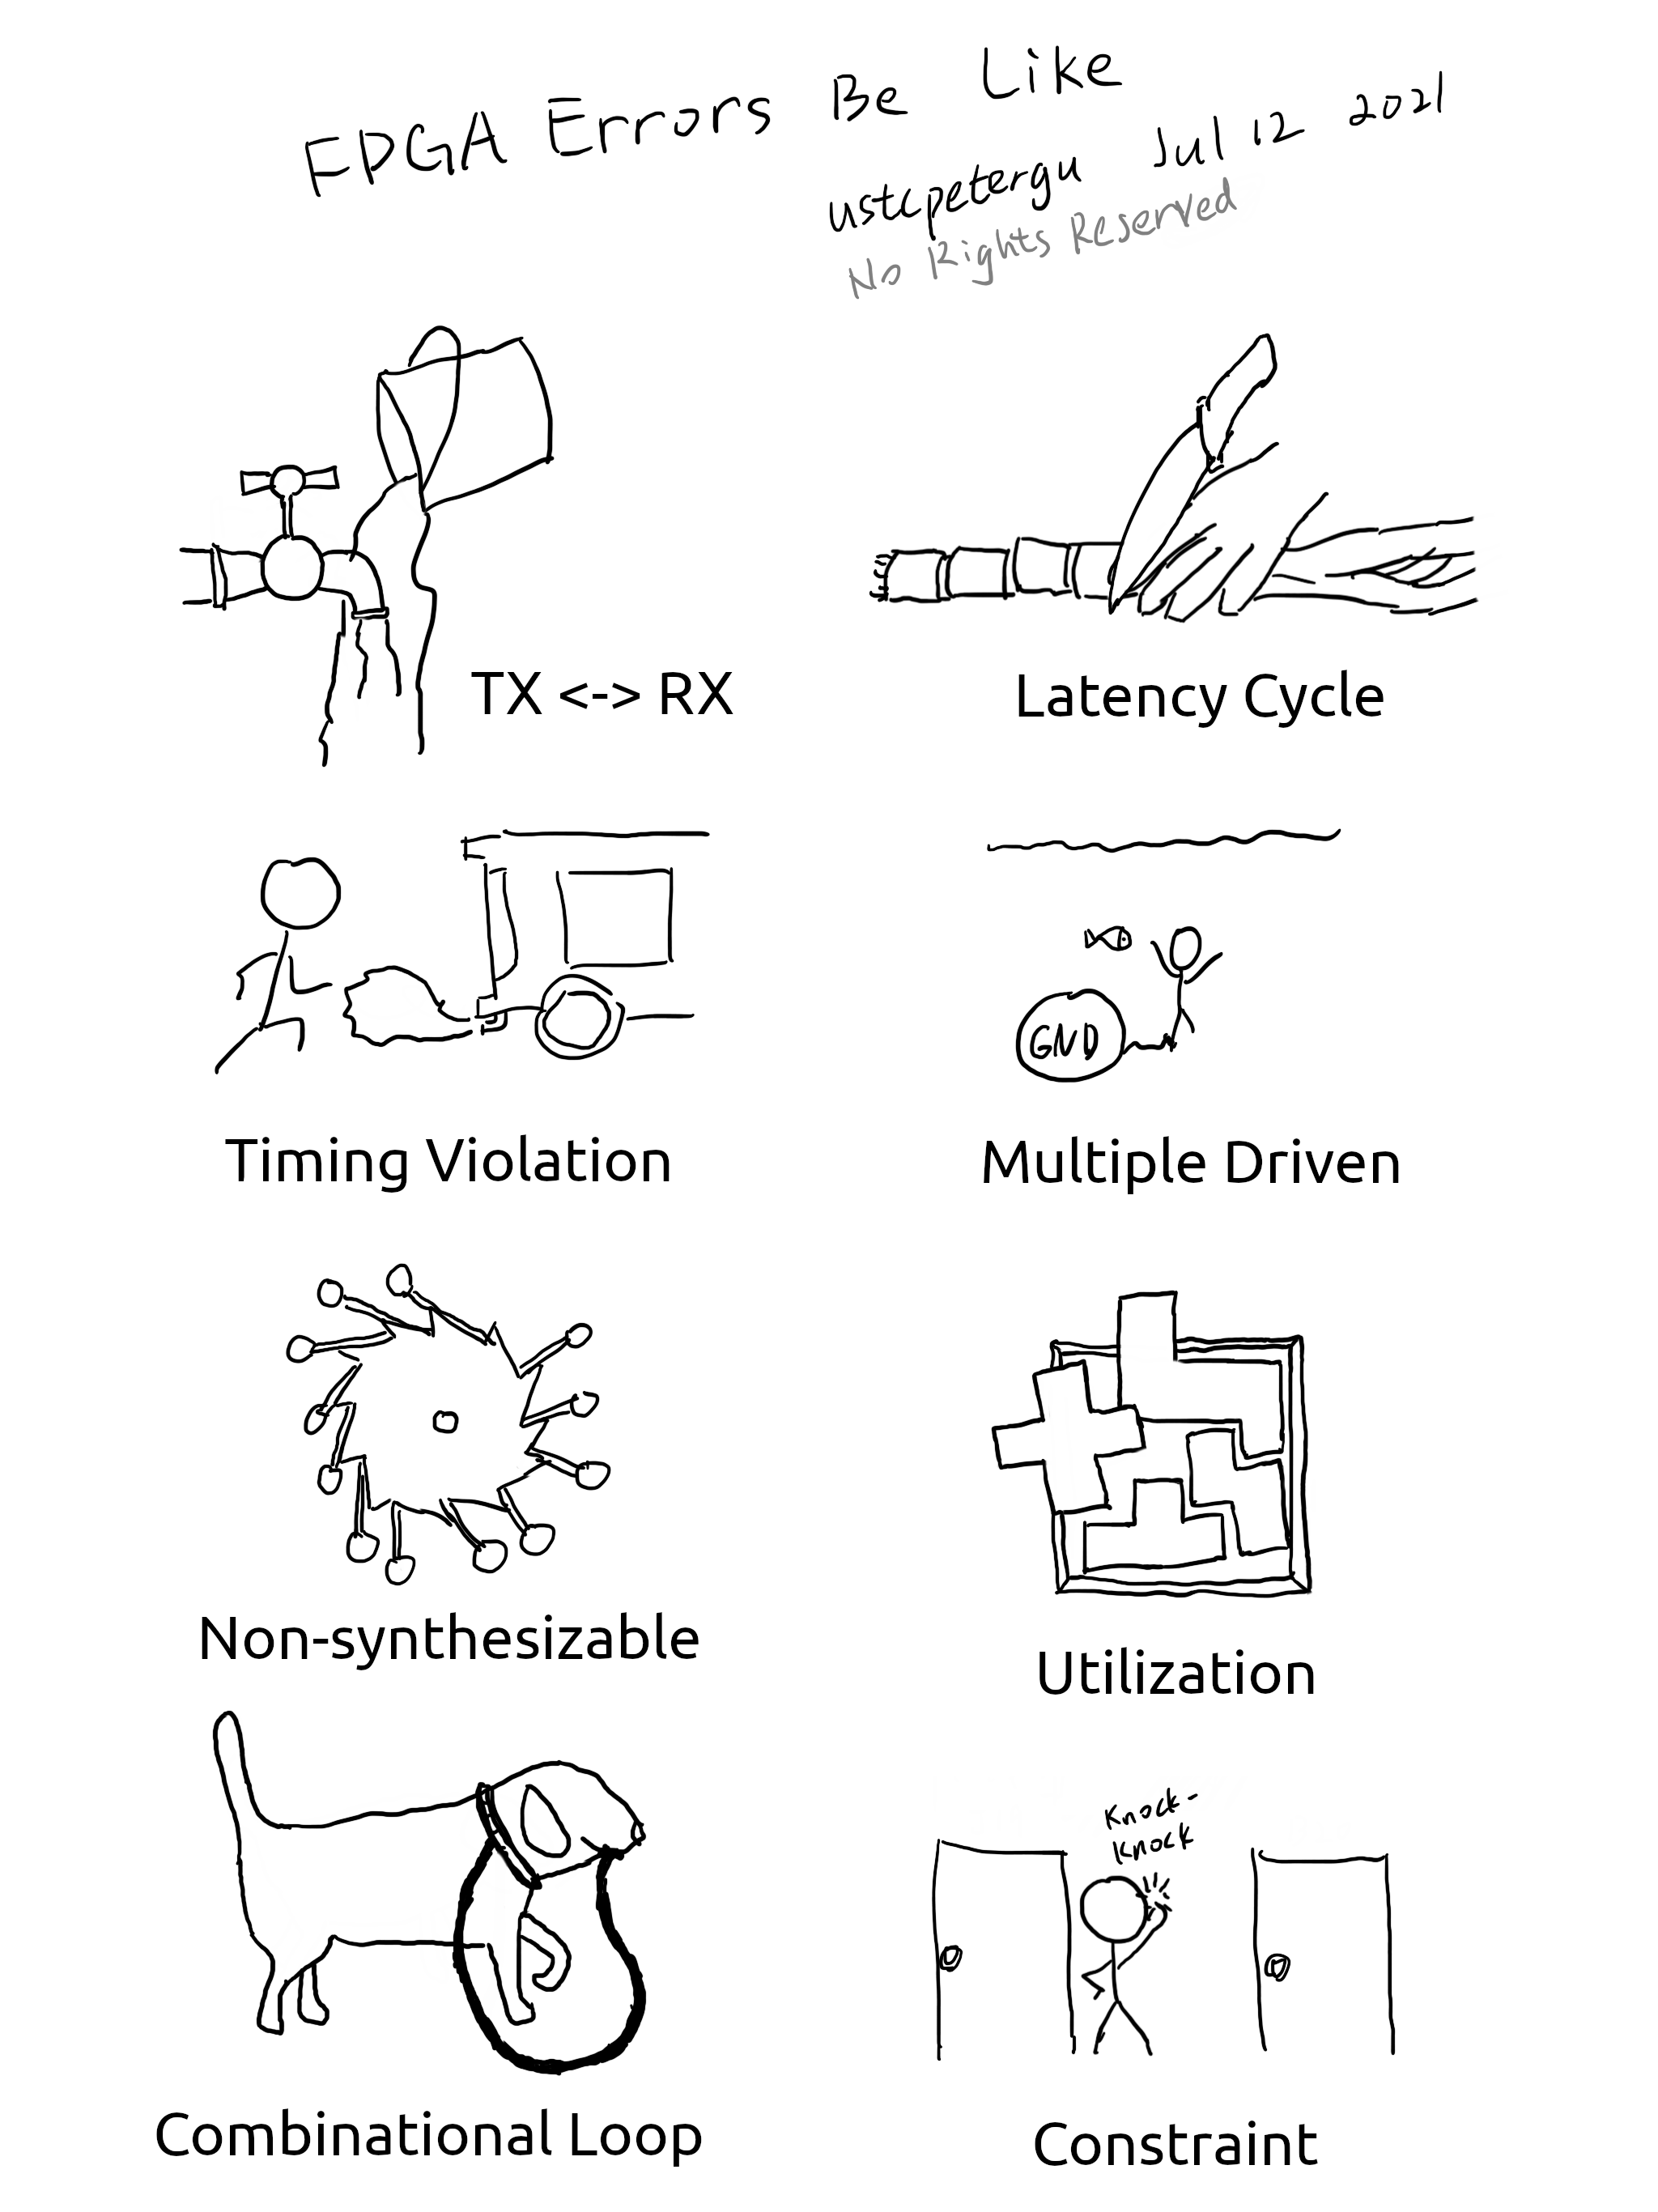 FPGA Errors Be Like
ustcpetergu Jul 12 2021
No Rights Reserved
TX <-> RX
Latency Cycle
GND
Timing Violation
Multiple Driven
Non-synthesizable
Utilization
Knock-
Knock
Combinational Loop
Constraint